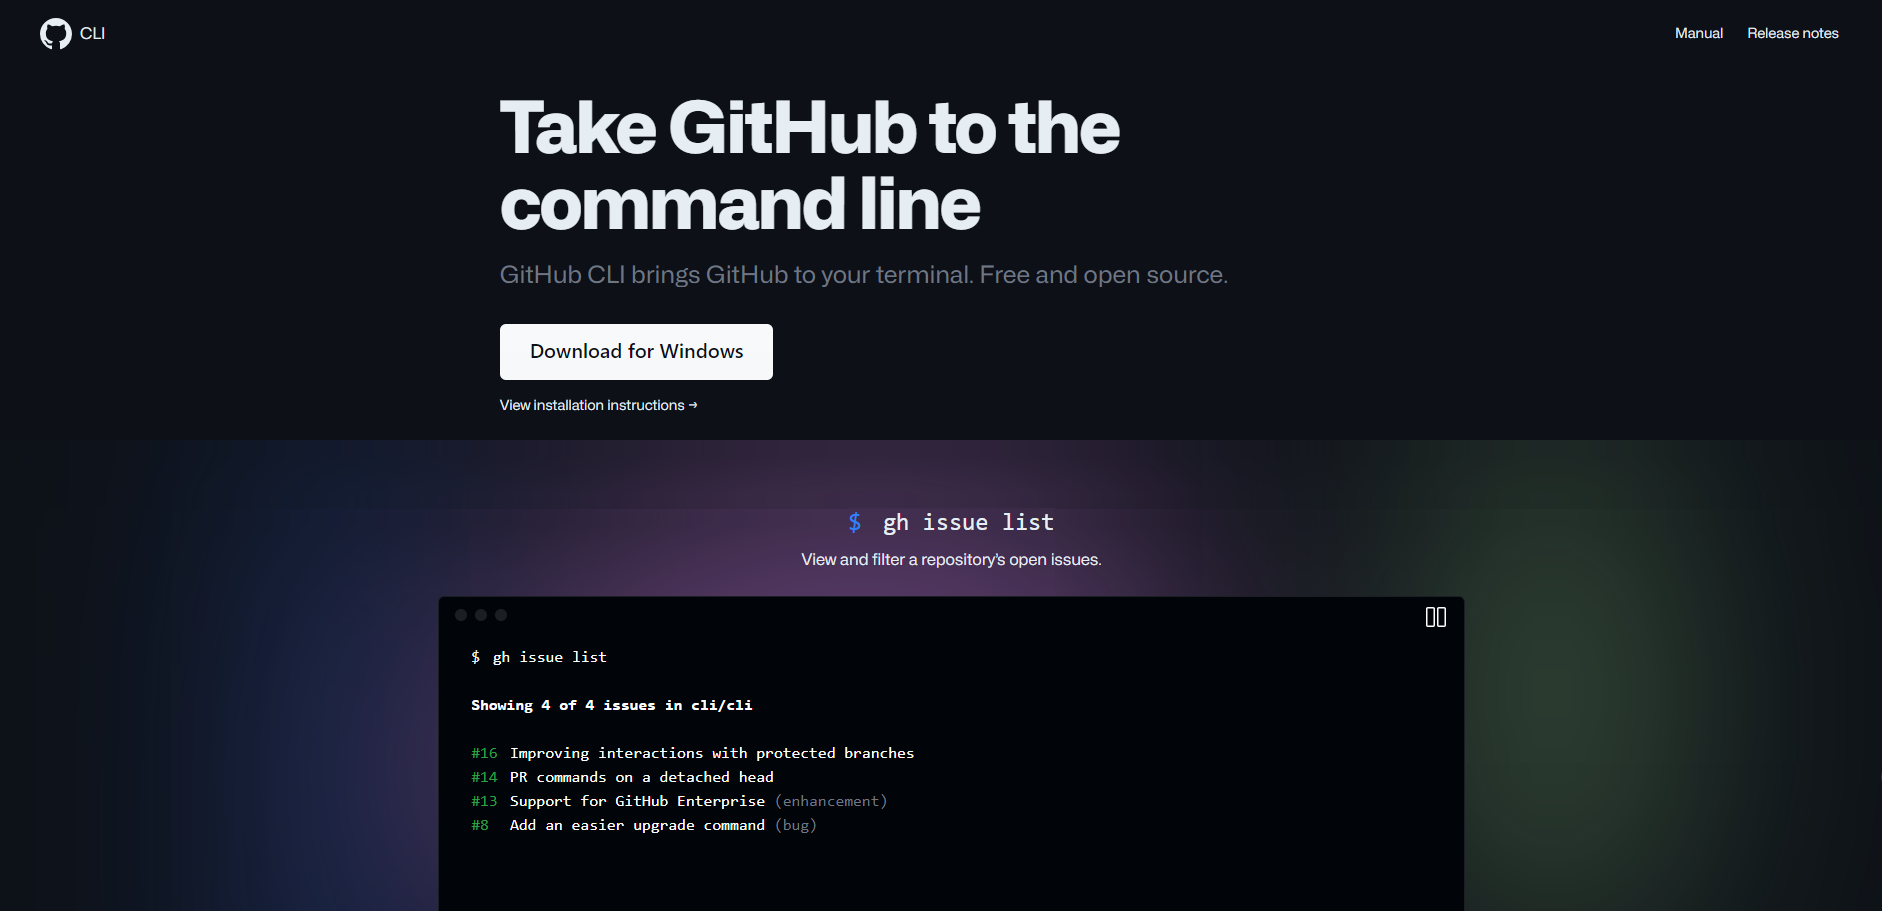 CLI
Manual
Release notes
Take GitHub to the
command line
GitHub CLI brings GitHub to your terminal. Free and open source.
Download for Windows
View installation instructions →
$ gh issue list
View and filter a repository's open issues.
$ gh issue list
Showing 4 of 4 issues in cli/cli
#16 Improving interactions with protected branches
#14 PR commands on a detached head
#13 Support for GitHub Enterprise (enhancement)
#8 Add an easier upgrade command (bug)